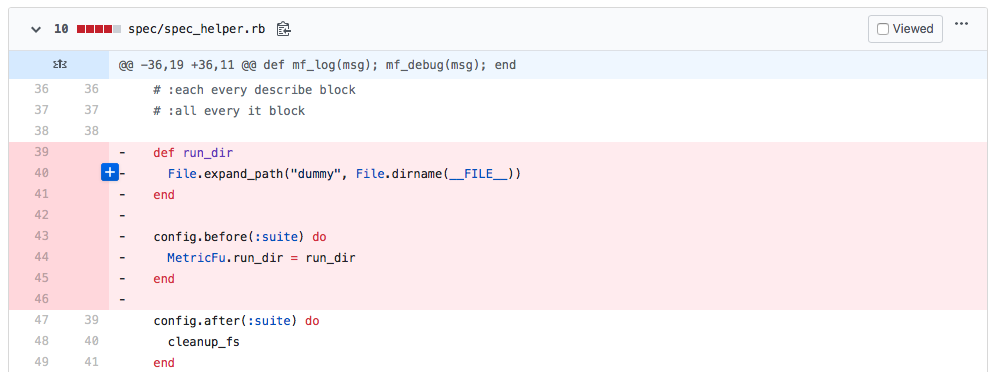 10 spec/spec_helper.rb Viewed ...
@@ -36,19 +36,11 @@ def mf_log(msg); mf_debug(msg); end
36 36 # :each every describe block
37 37 # :all every it block
38 38
39 - def run_dir
40 + - File.expand_path("dummy", File.dirname(__FILE__))
41 - end
42 -
43 - config.before(:suite) do
44 - MetricFu.run_dir = run_dir
45 - end
46 -
47 39 config.after(:suite) do
48 40 cleanup_fs
49 41 end